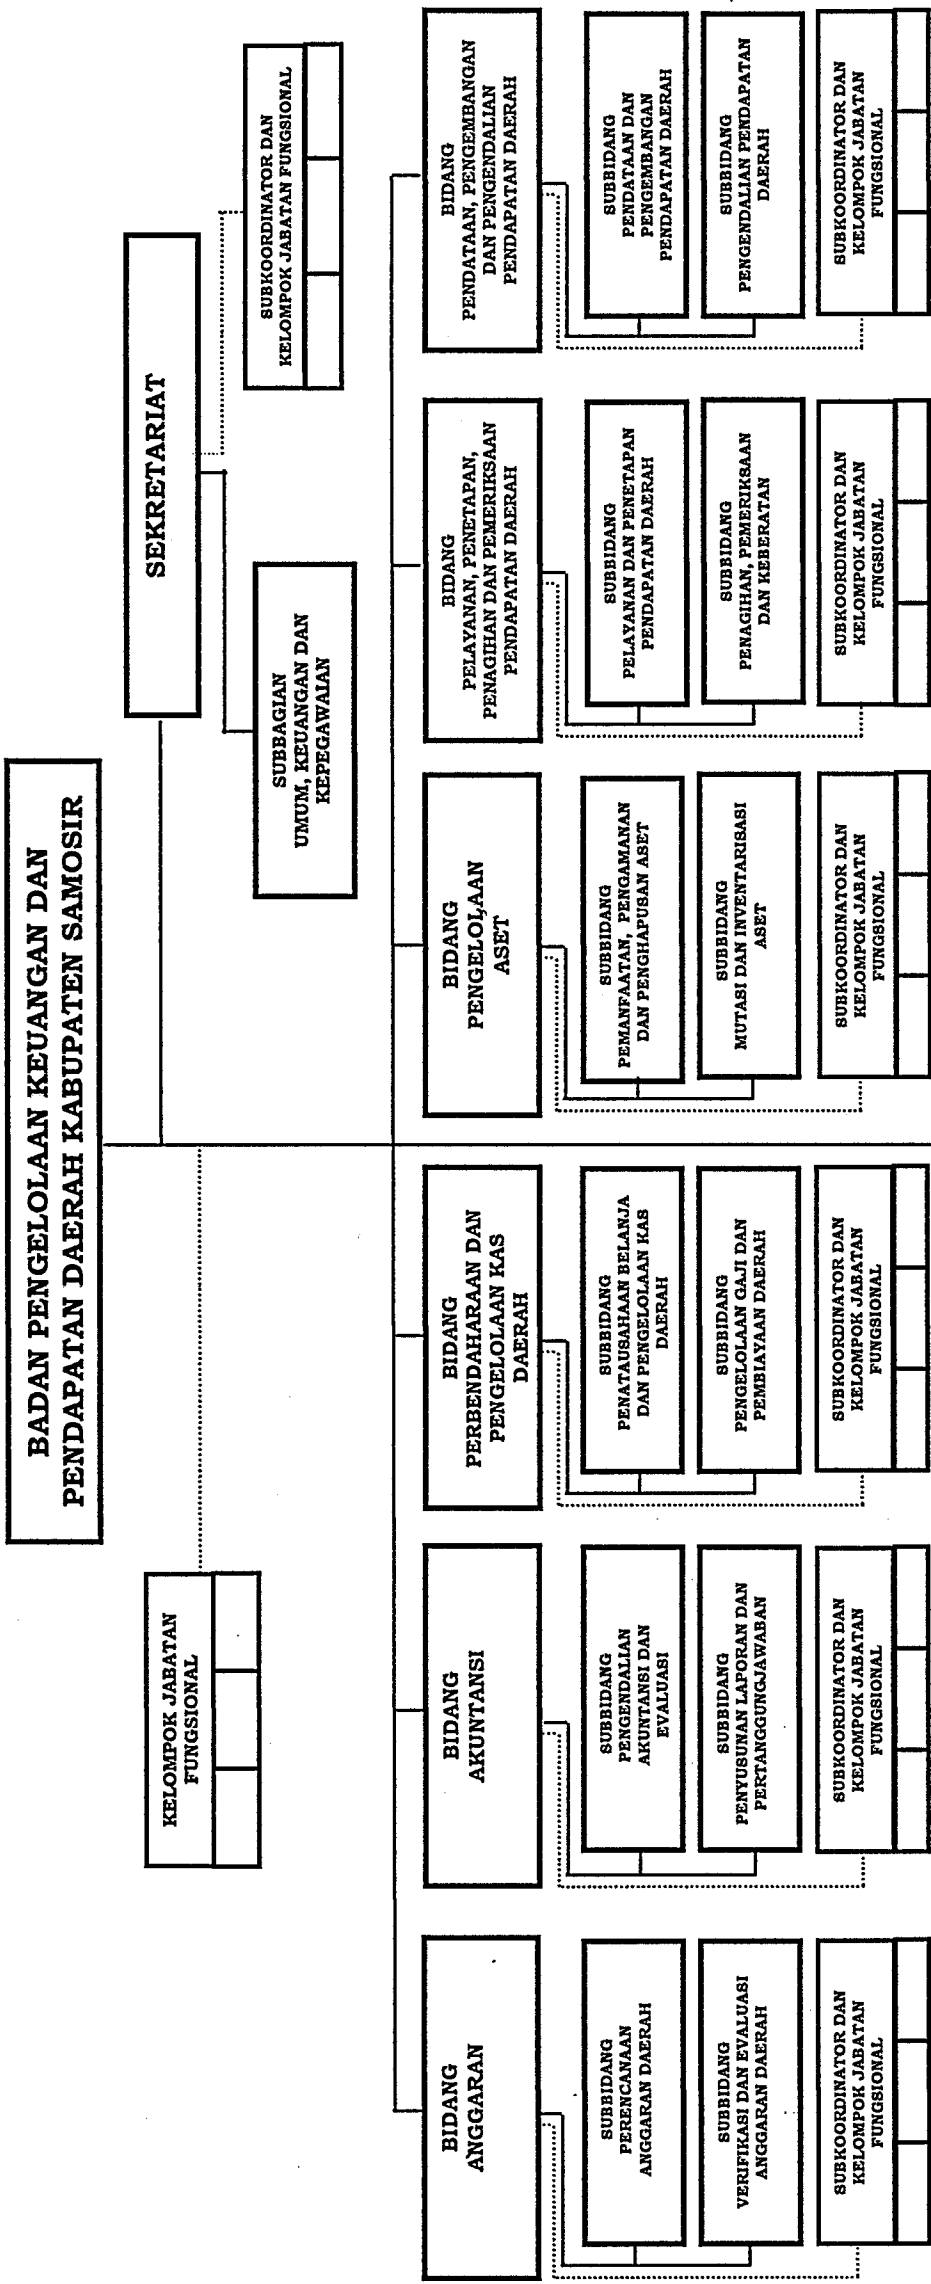 BADAN PENGELOLAAN KEUANGAN DAN
PENDAPATAN DAERAH KABUPATEN SAMOSIR
KELOMPOK JABATAN
FUNGSIONAL
SEKRETARIAT
SUBBAGIAN
UMUM, KEUANGAN DAN
KEPEGAWAIAN
SUBKOORDINATOR DAN
KELOMPOK JABATAN FUNGSIONAL
BIDANG
ANGGARAN
SUBBIDANG
PERENCANAAN
ANGGARAN DAERAH
SUBBIDANG
VERIFIKASI DAN EVALUASI
ANGGARAN DAERAH
SUBKOORDINATOR DAN
KELOMPOK JABATAN
FUNGSIONAL
BIDANG
AKUNTANSI
SUBBIDANG
PENGENDALIAN
AKUNTANSI DAN
EVALUASI
SUBBIDANG
PENYUSUNAN LAPORAN DAN
PERTANGGUNGJAWABAN
SUBKOORDINATOR DAN
KELOMPOK JABATAN
FUNGSIONAL
BIDANG
PERBENDAHARAAN DAN
PENGELOLAAN KAS
DAERAH
SUBBIDANG
PENATAUSAHAAN BELANJA
DAN PENGELOLAAN KAS
DAERAH
SUBBIDANG
PENGELOLAAN GAJI DAN
PEMBIAYAAN DAERAH
SUBKOORDINATOR DAN
KELOMPOK JABATAN
FUNGSIONAL
BIDANG
PENGELOLAAN
ASET
SUBBIDANG
PEMANFAATAN, PENGAMANAN
DAN PENGHAPUSAN ASET
SUBBIDANG
MUTASI DAN INVENTARISASI
ASET
SUBKOORDINATOR DAN
KELOMPOK JABATAN
FUNGSIONAL
BIDANG
PELAYANAN, PENETAPAN,
PENAGIHAN DAN PEMERIKSAAN
PENDAPATAN DAERAH
SUBBIDANG
PELAYANAN DAN PENETAPAN
PENDAPATAN DAERAH
SUBBIDANG
PENAGIHAN, PEMERIKSAAN
DAN KEBERATAN
SUBKOORDINATOR DAN
KELOMPOK JABATAN
FUNGSIONAL
BIDANG
PENDATAAN, PENGEMBANGAN
DAN PENGENDALIAN
PENDAPATAN DAERAH
SUBBIDANG
PENDATAAN DAN
PENGEMBANGAN
PENDAPATAN DAERAH
SUBBIDANG
PENGENDALIAN PENDAPATAN
DAERAH
SUBKOORDINATOR DAN
KELOMPOK JABATAN
FUNGSIONAL